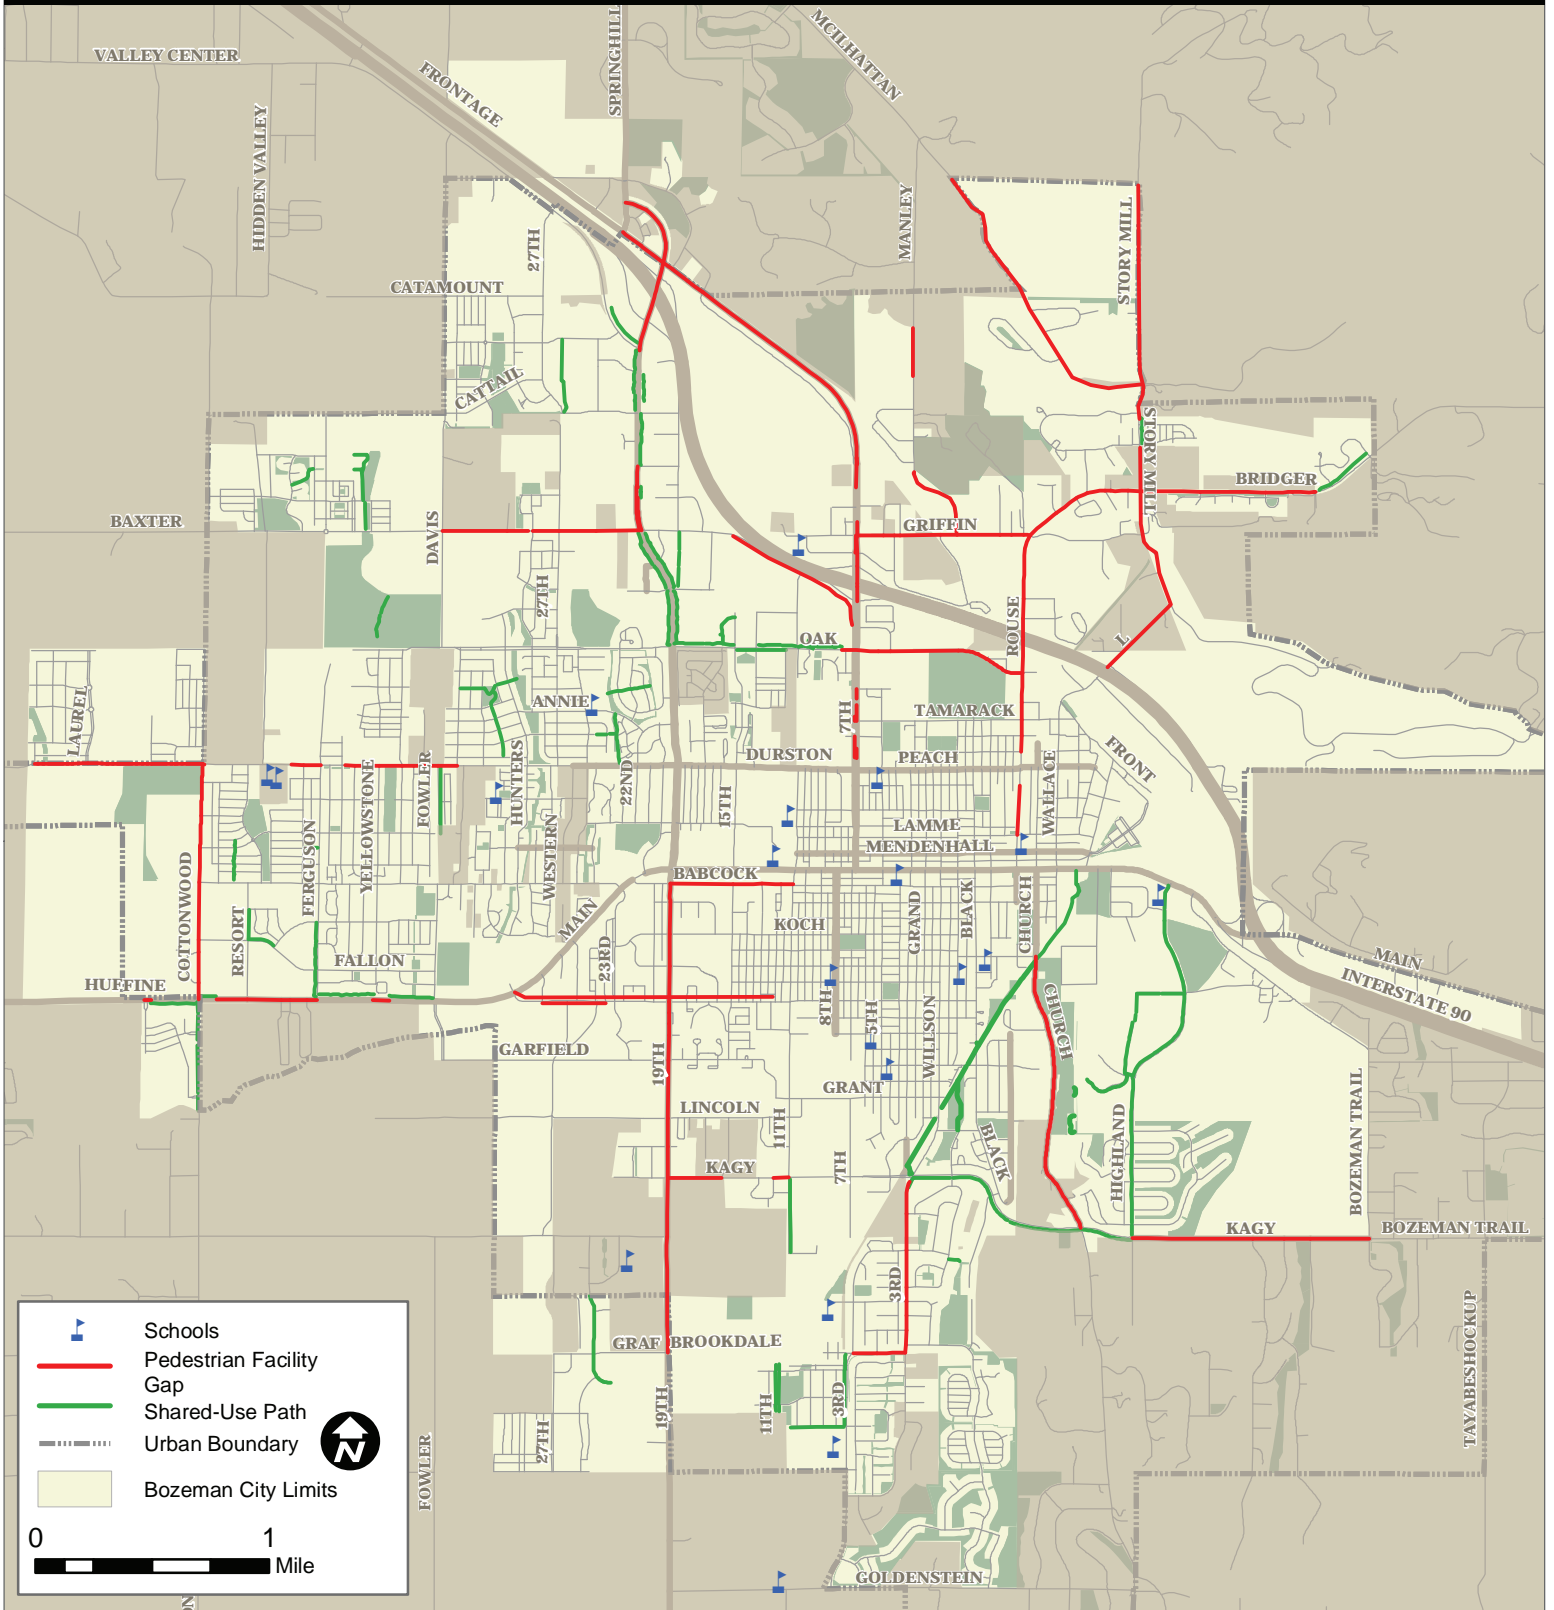 VALLEY CENTER
FRONTAGE
SPRINGHILL
MCILHATTAN
HIDDEN VALLEY
27TH
MANLEY
STORY MILL
CATAMOUNT
CATTAIL
STORY MILL
BRIDGER
BAXTER
DAVIS
GRIFFIN
27TH
ROUSE
L
OAK
LAUREL
ANNIE
7TH
TAMARACK
DURSTON
PEACH
FRONT
FOWLER
YELLOWSTONE
HUNTERS
22ND
15TH
WALLACE
FERGUSON
WESTERN
LAMME
MENDENHALL
BABCOCK
COTTONWOOD
RESORT
MAIN
KOCH
GRAND
BLACK
CHURCH
FALLON
23RD
HUFFINE
MAIN
INTERSTATE 90
8TH
5TH
WILLSON
CHURCH
GARFIELD
19TH
GRANT
LINCOLN
11TH
BLACK
HIGHLAND
BOZEMAN TRAIL
KAGY
7TH
KAGY
BOZEMAN TRAIL
3RD
TAYABESHOCKUP
GRAF
BROOKDALE
19TH
11TH
3RD
27TH
FOWLER
GOLDENSTEIN
Schools
Pedestrian Facility
Gap
Shared-Use Path
Urban Boundary
N
Bozeman City Limits
0 1
Mile